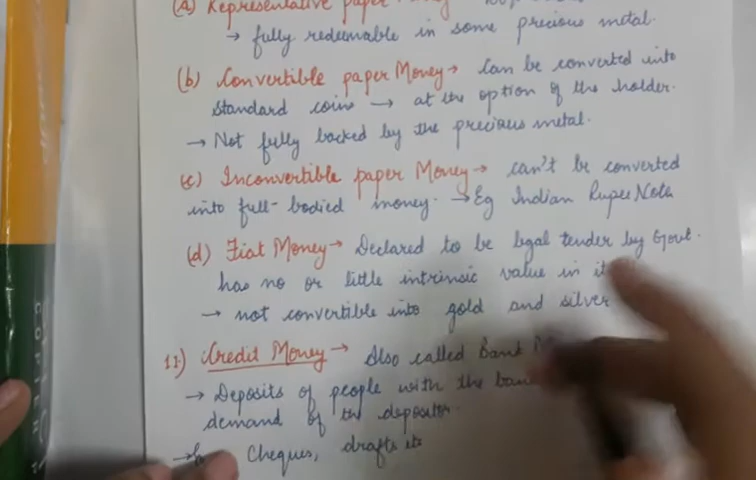 (a) Representative paper
→ fully redeemable in some precious metal.
(b) Convertible paper Money → Can be converted into
standard coins → at the option of the holder.
→ Not fully backed by the precious metal.
(c) Inconvertible paper Money → can't be converted
into full-bodied money. → Eg Indian Rupee Note
(d) Fiat Money → Declared to be legal tender by Govt.
has no or little intrinsic value in
→ not convertible into gold and silver
11) Credit Money → Also called Bank
→ Deposits of people with the
demand of the depositor.
→ Cheques, drafts etc